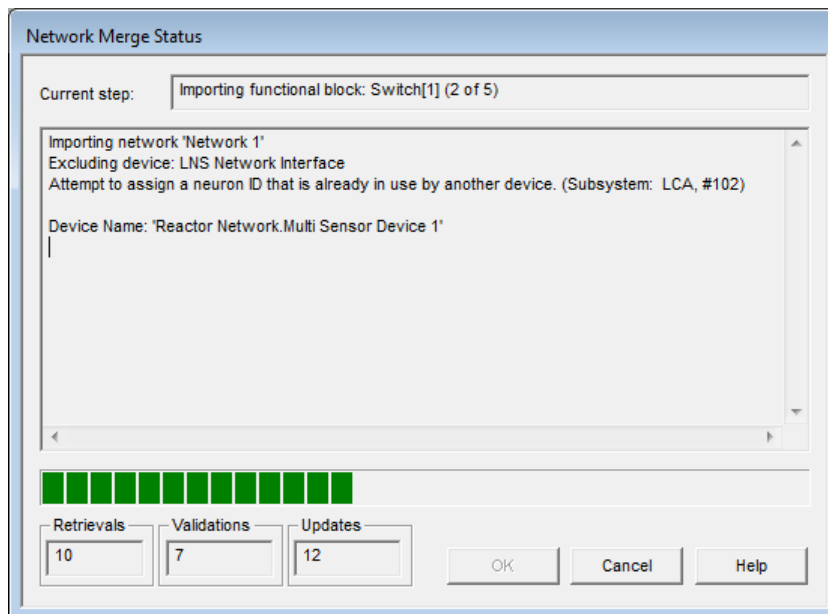 Network Merge Status
Current step:
Importing functional block: Switch[1] (2 of 5)
Importing network 'Network 1'
Excluding device: LNS Network Interface
Attempt to assign a neuron ID that is already in use by another device. (Subsystem: LCA, #102)
Device Name: 'Reactor Network.Multi Sensor Device 1'
Retrievals
10
Validations
7
Updates
12
OK
Cancel
Help